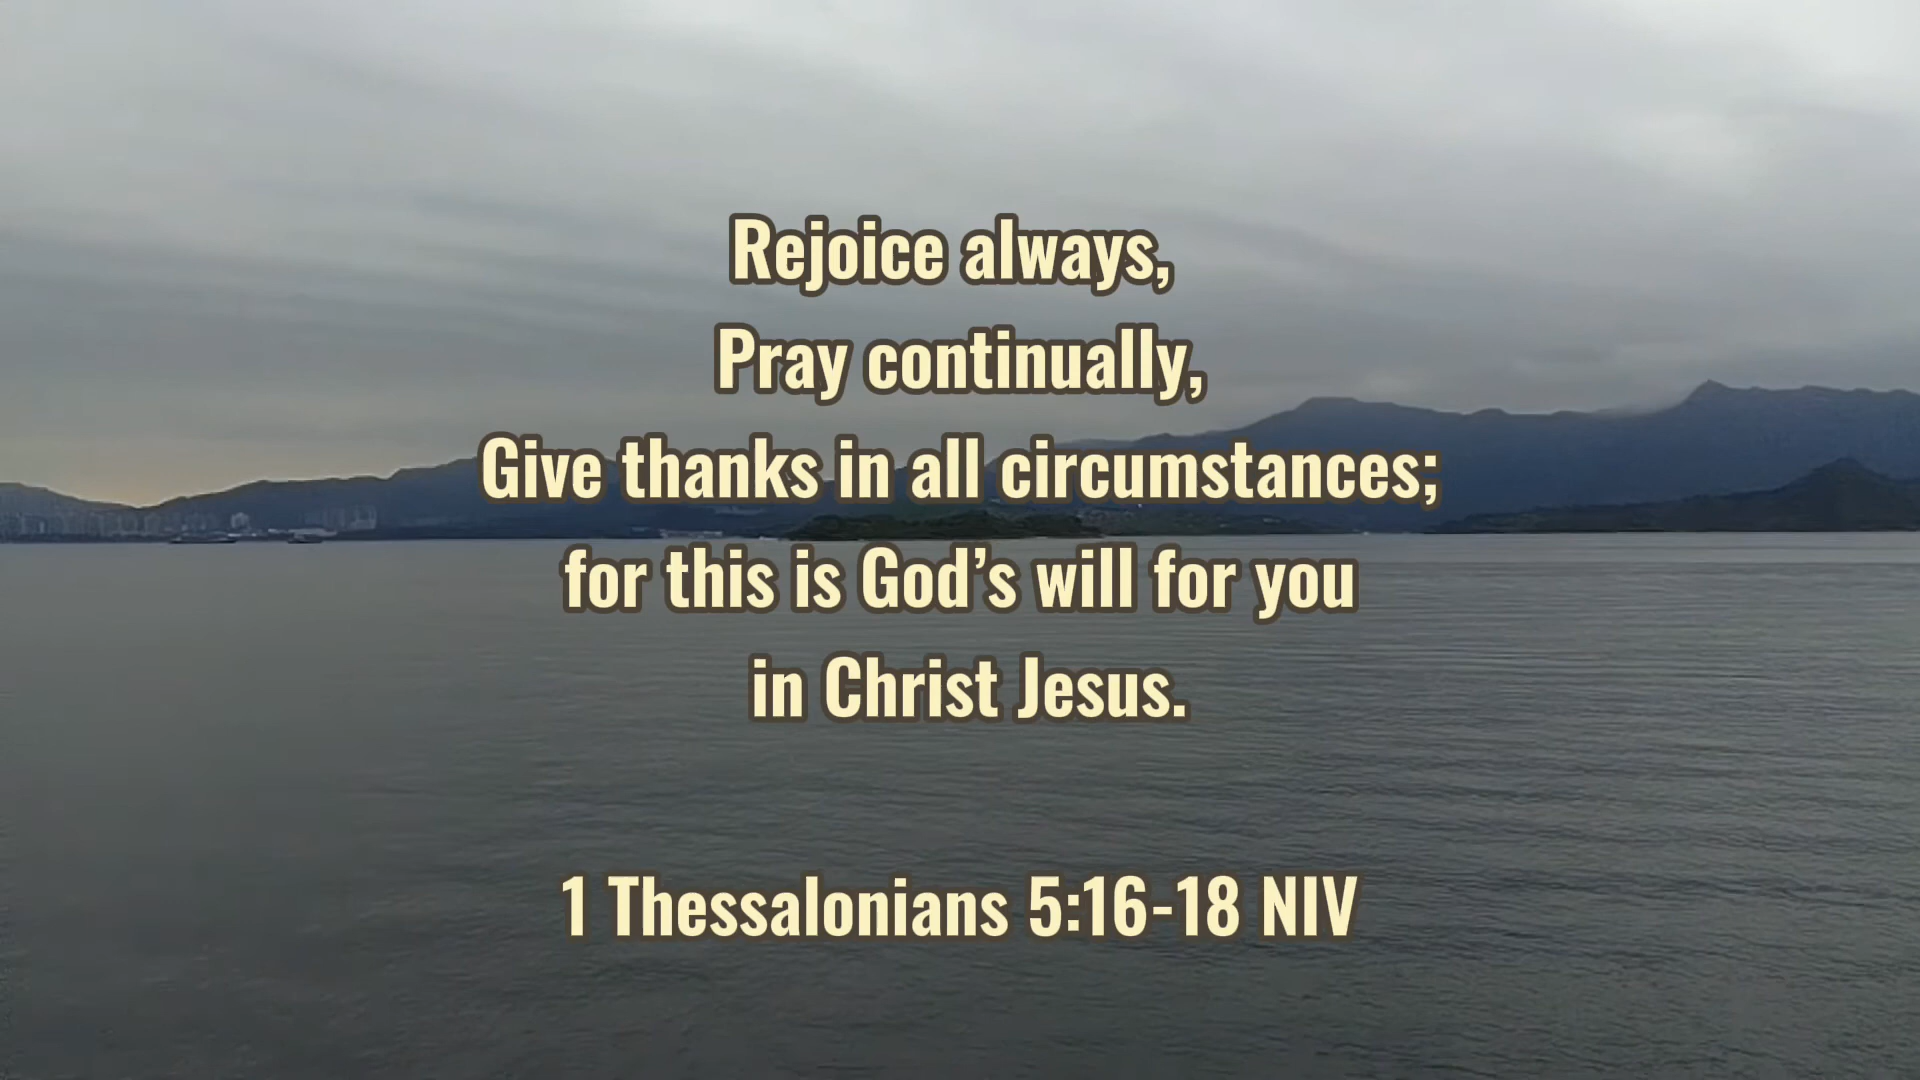 Rejoice always,
Pray continually,
Give thanks in all circumstances;
for this is God’s will for you
in Christ Jesus.
1 Thessalonians 5:16-18 NIV